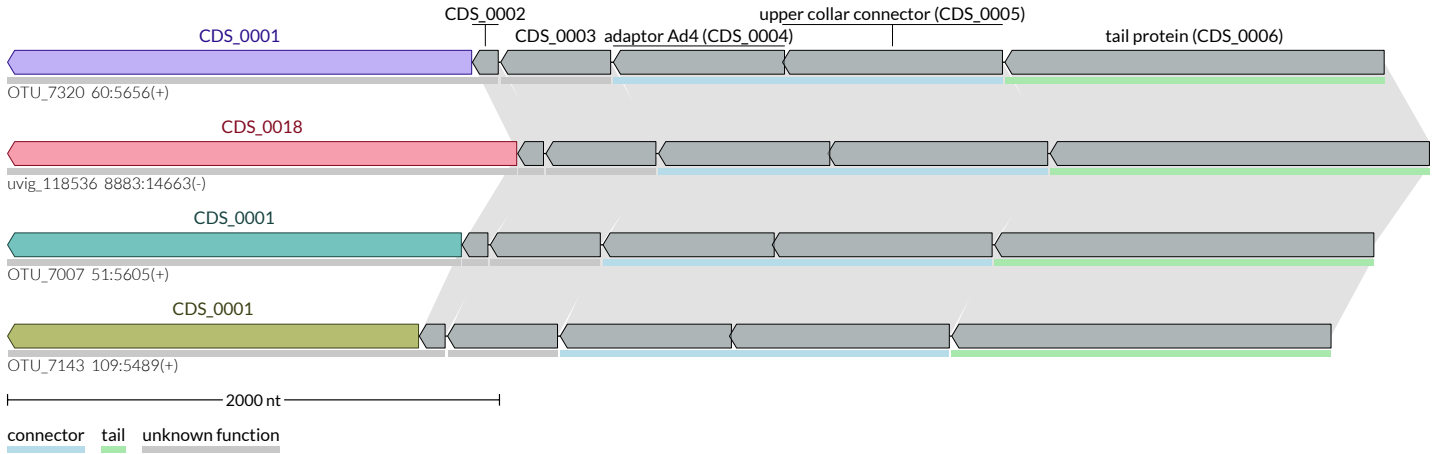 CDS_0002
upper collar connector (CDS_0005)
CDS_0001
CDS_0003
adaptor Ad4 (CDS_0004)
tail protein (CDS_0006)
OTU_7320 60:5656(+)
CDS_0018
uvig_118536 8883:14663(-)
CDS_0001
OTU_7007 51:5605(+)
CDS_0001
OTU_7143 109:5489(+)
2000 nt
connector tail unknown function